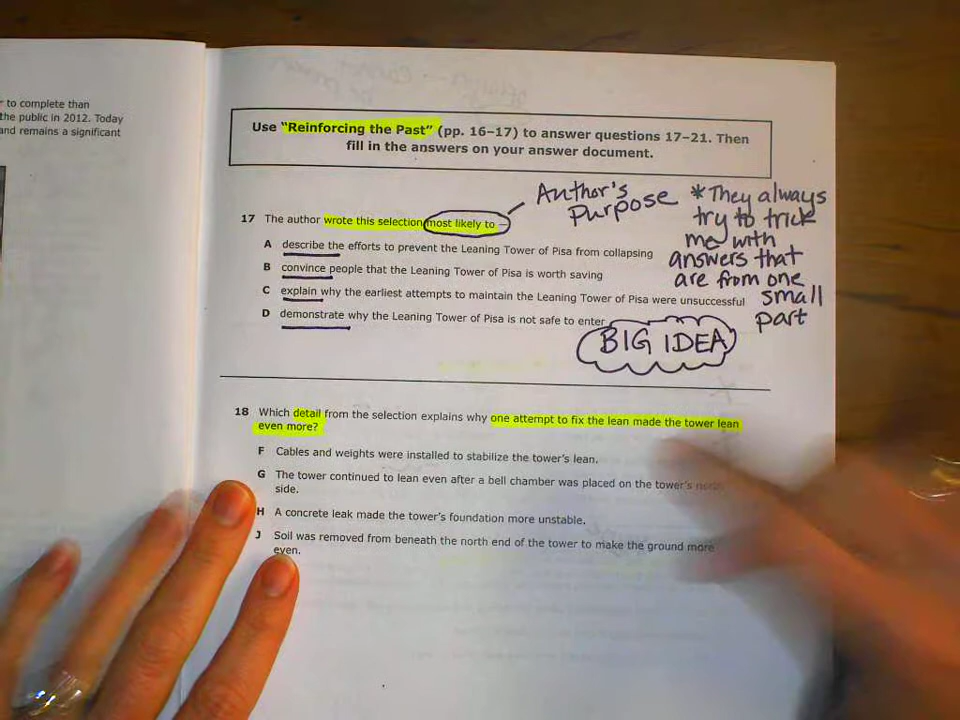 r to complete than
the public in 2012. Today
and remains a significant
Use "Reinforcing the Past" (pp. 16–17) to answer questions 17–21. Then
fill in the answers on your answer document.
Author's
Purpose
*They always
try to trick
me with
answers that
are from one
small
part
17 The author wrote this selection most likely to —
A describe the efforts to prevent the Leaning Tower of Pisa from collapsing
B convince people that the Leaning Tower of Pisa is worth saving
C explain why the earliest attempts to maintain the Leaning Tower of Pisa were unsuccessful
D demonstrate why the Leaning Tower of Pisa is not safe to enter
BIG IDEA
18 Which detail from the selection explains why one attempt to fix the lean made the tower lean
even more?
F Cables and weights were installed to stabilize the tower's lean.
G The tower continued to lean even after a bell chamber was placed on the tower's north
side.
H A concrete leak made the tower's foundation more unstable.
J Soil was removed from beneath the north end of the tower to make the ground more
even.